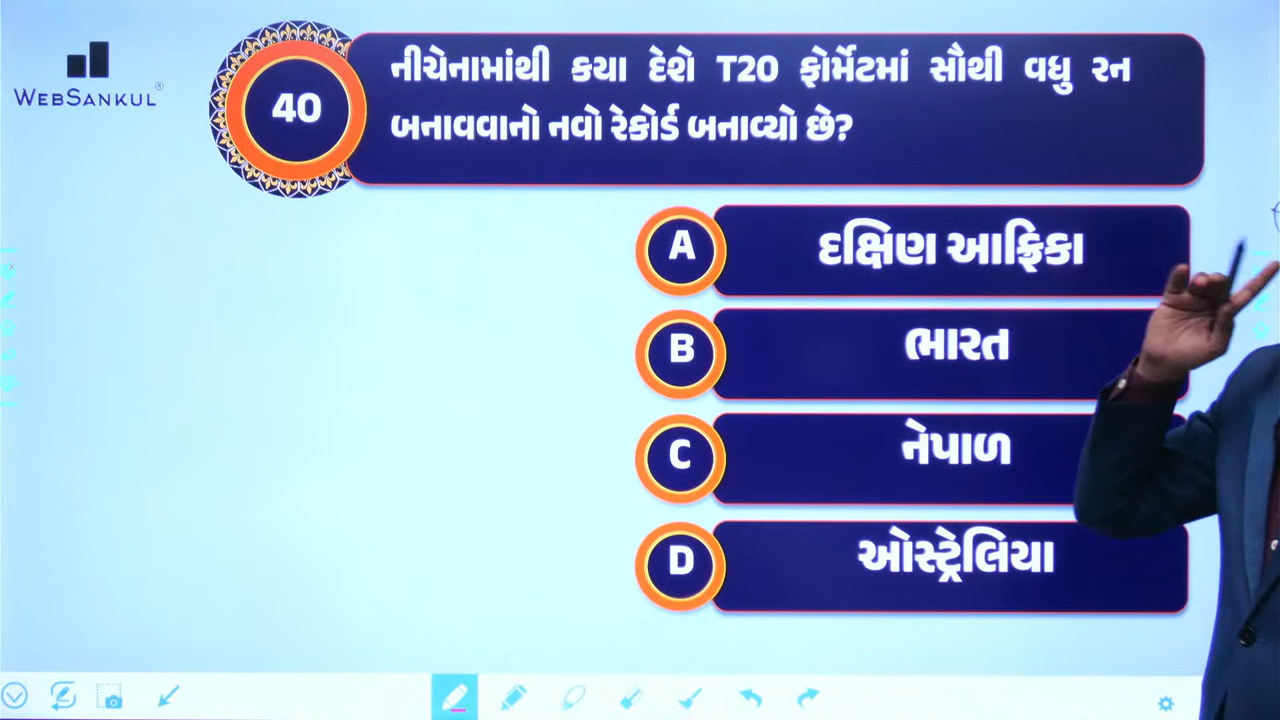 WEBSANKUL®
40
નીચેનામાંથી કયા દેશે T20 ફોર્મેટમાં સૌથી વધુ રન
બનાવવાનો નવો રેકોર્ડ બનાવ્યો છે?
A
દક્ષિણ આફ્રિકા
B
ભારત
C
નેપાળ
D
ઓસ્ટ્રેલિયા